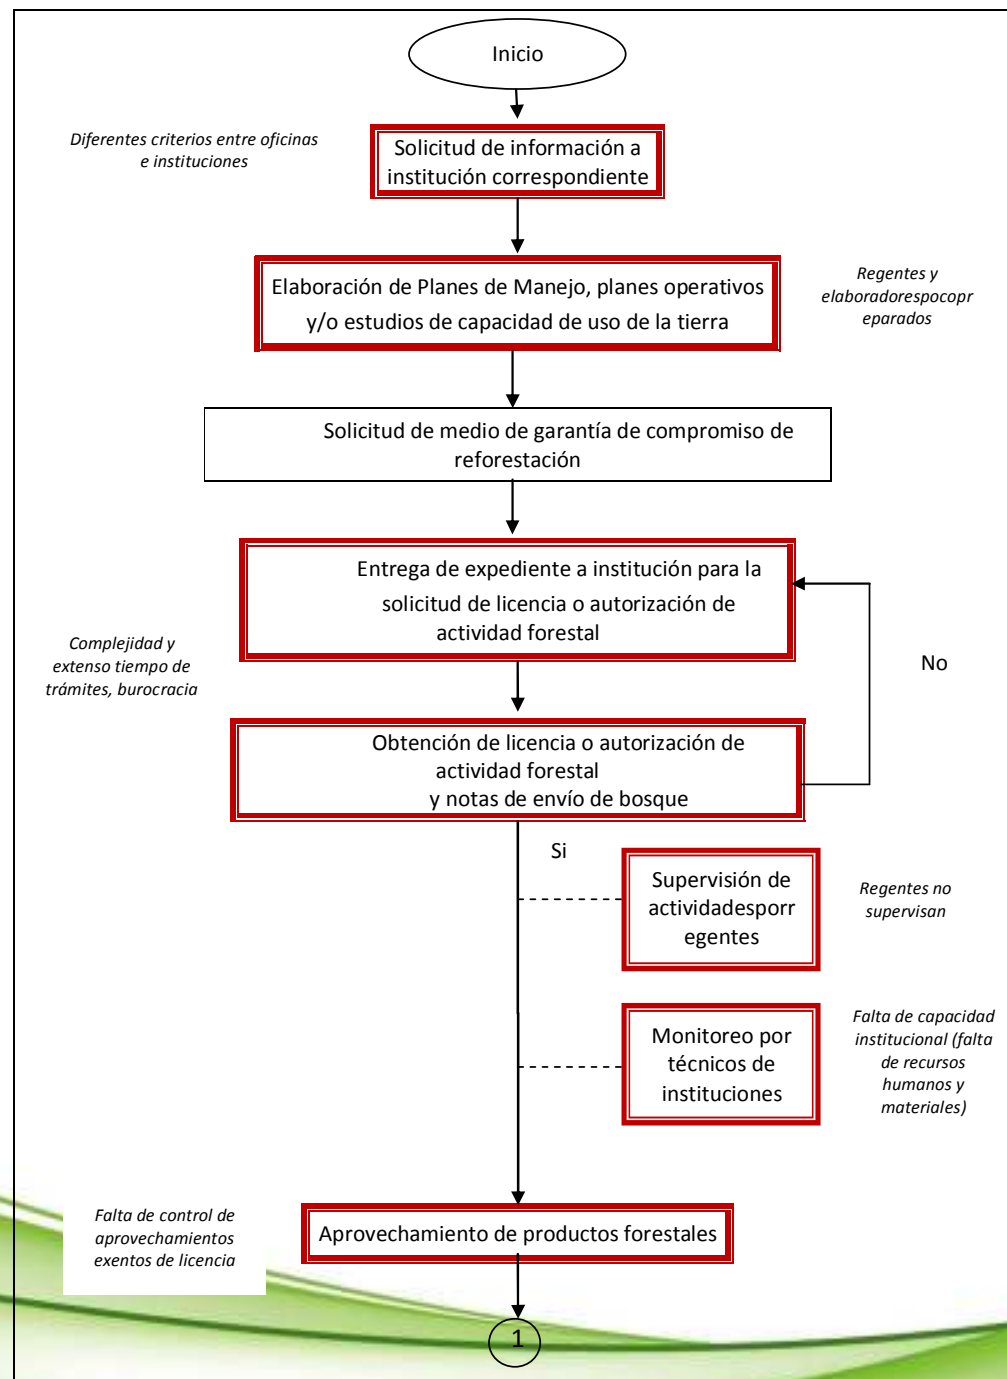 Inicio
Diferentes criterios entre oficinas
e instituciones
Solicitud de información a
institución correspondiente
Elaboración de Planes de Manejo, planes operativos
y/o estudios de capacidad de uso de la tierra
Regentes y
elaboradorespocopr
eparados
Solicitud de medio de garantía de compromiso de
reforestación
Entrega de expediente a institución para la
solicitud de licencia o autorización de
actividad forestal
Complejidad y
extenso tiempo de
trámites, burocracia
No
Obtención de licencia o autorización de
actividad forestal
y notas de envío de bosque
Si
Supervisión de
actividadesporr
egentes
Regentes no
supervisan
Monitoreo por
técnicos de
instituciones
Falta de capacidad
institucional (falta
de recursos
humanos y
materiales)
Falta de control de
aprovechamientos
exentos de licencia
Aprovechamiento de productos forestales
1